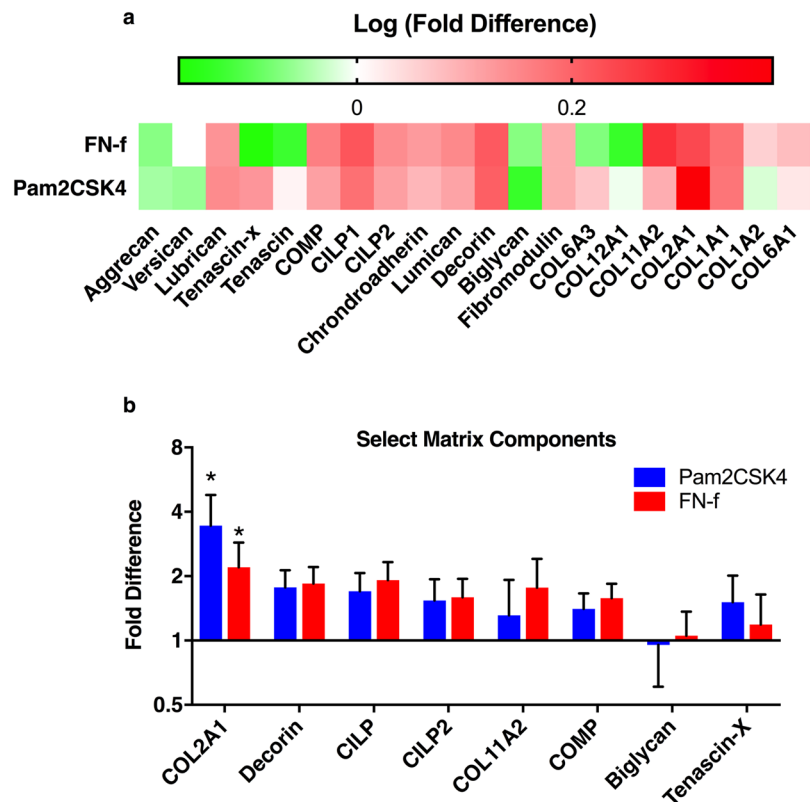 a
Log (Fold Difference)
0
0.2
FN-f
Pam2CSK4
Aggrecan
Versican
Lubrican
Tenascin-x
Tenascin
COMP
CILP1
CILP2
Chrondroadherin
Lumican
Decorin
Biglycan
Fibromodulin
COL6A3
COL12A1
COL11A2
COL2A1
COL1A1
COL1A2
COL6A1
b
Select Matrix Components
Fold Difference
8
4
2
1
0.5
*
*
Pam2CSK4
FN-f
COL2A1
Decorin
CILP
CILP2
COL11A2
COMP
Biglycan
Tenascin-X